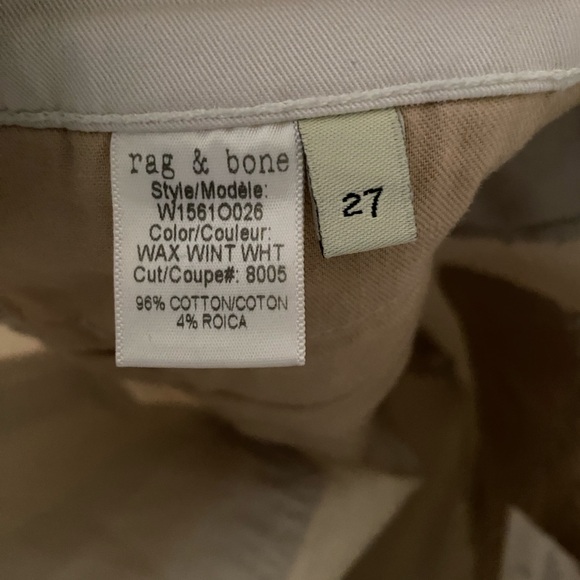 rag & bone
Style/Modèle:
W1561O026
Color/Couleur:
WAX WINT WHT
Cut/Coupe#: 8005
96% COTTON/COTON
4% ROICA
27